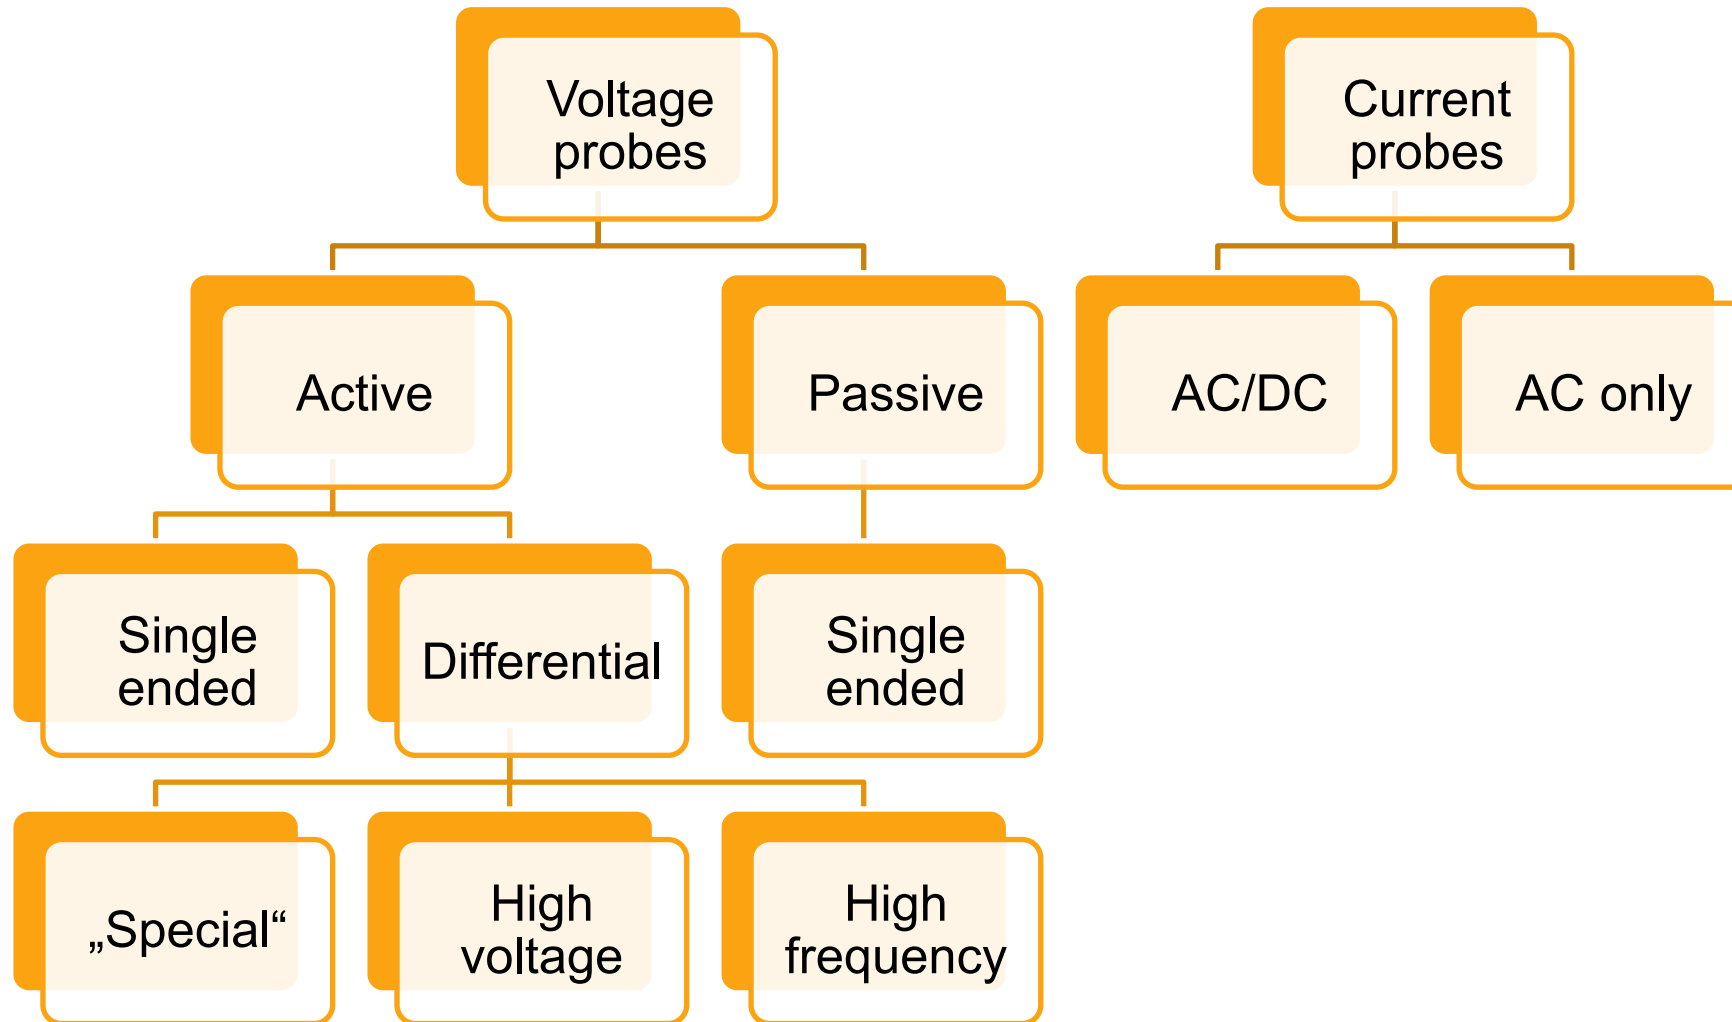 Voltage
probes
Current
probes
Active
Passive
AC/DC
AC only
Single
ended
Differential
Single
ended
„Special“
High
voltage
High
frequency